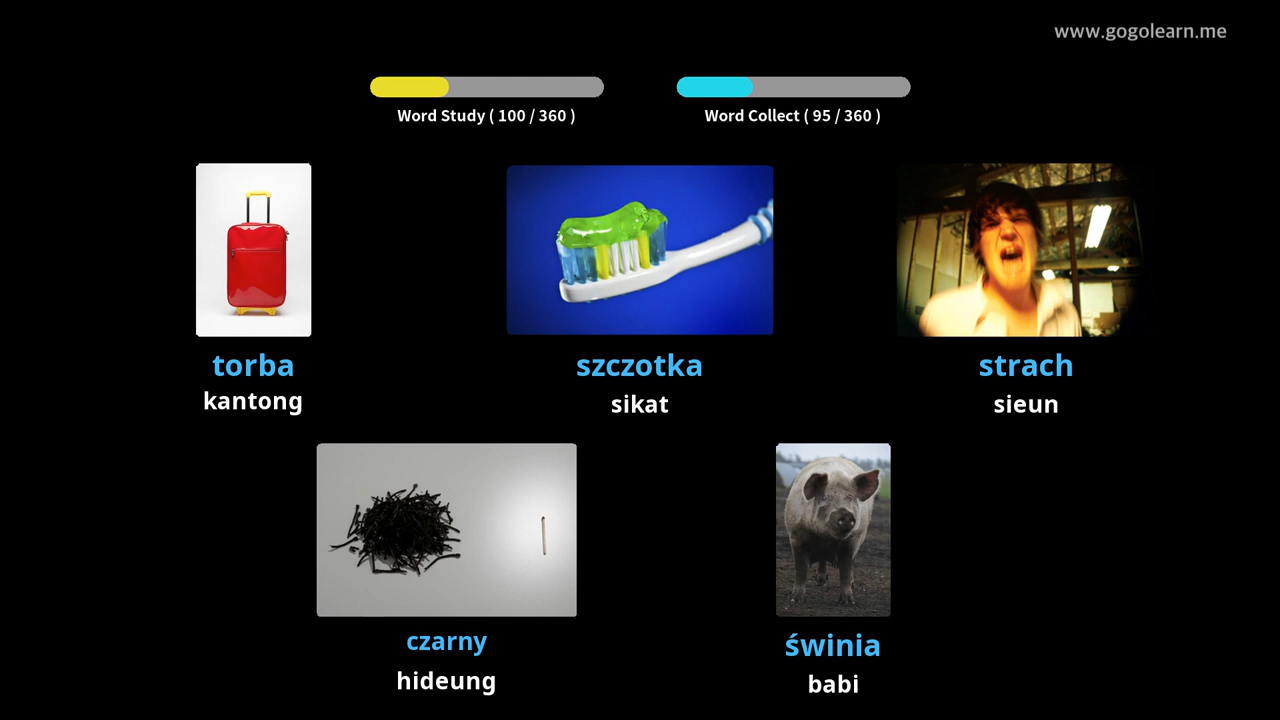 www.gogolearn.me
Word Study ( 100 / 360 )
Word Collect ( 95 / 360 )
torba
kantong
szczotka
sikat
strach
sieun
czarny
hideung
świnia
babi